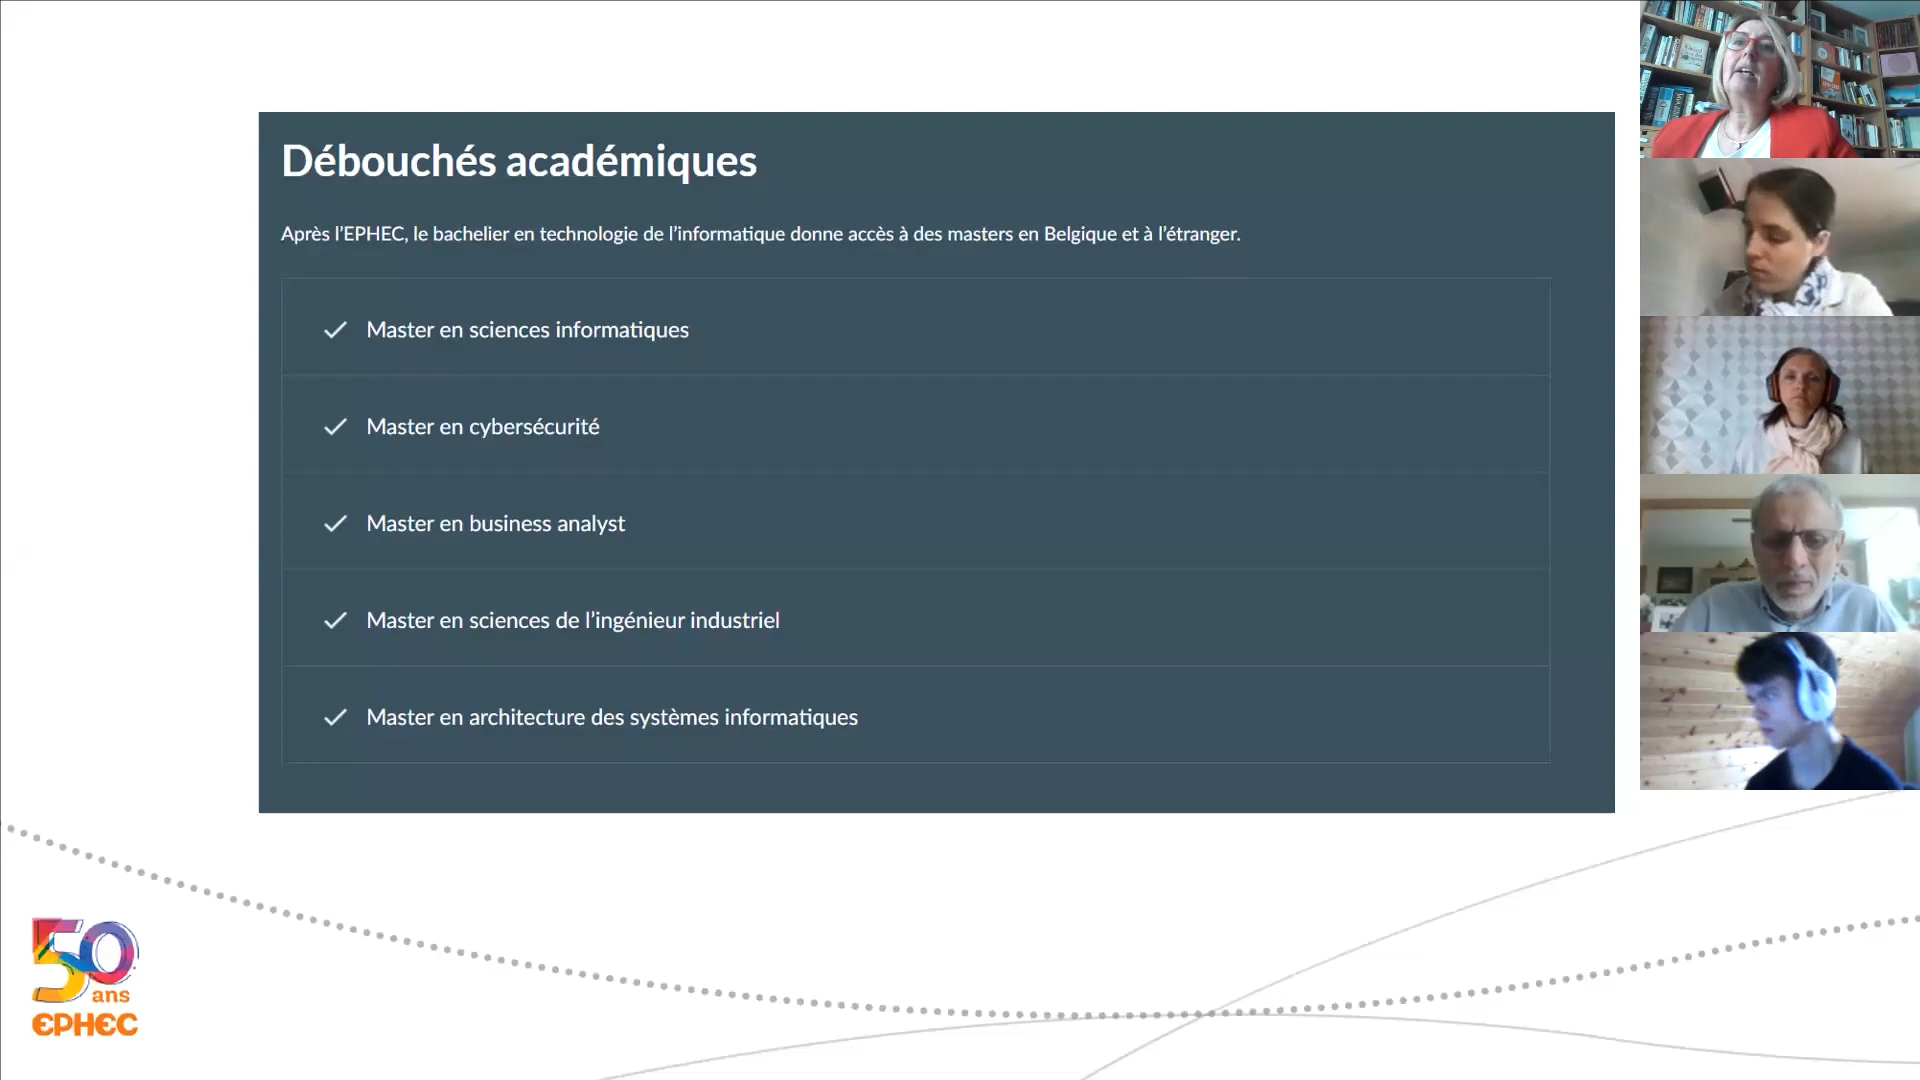 Débouchés académiques
Après l’EPHEC, le bachelier en technologie de l’informatique donne accès à des masters en Belgique et à l’étranger.
Master en sciences informatiques
Master en cybersécurité
Master en business analyst
Master en sciences de l’ingénieur industriel
Master en architecture des systèmes informatiques
50
ans
EPHEC